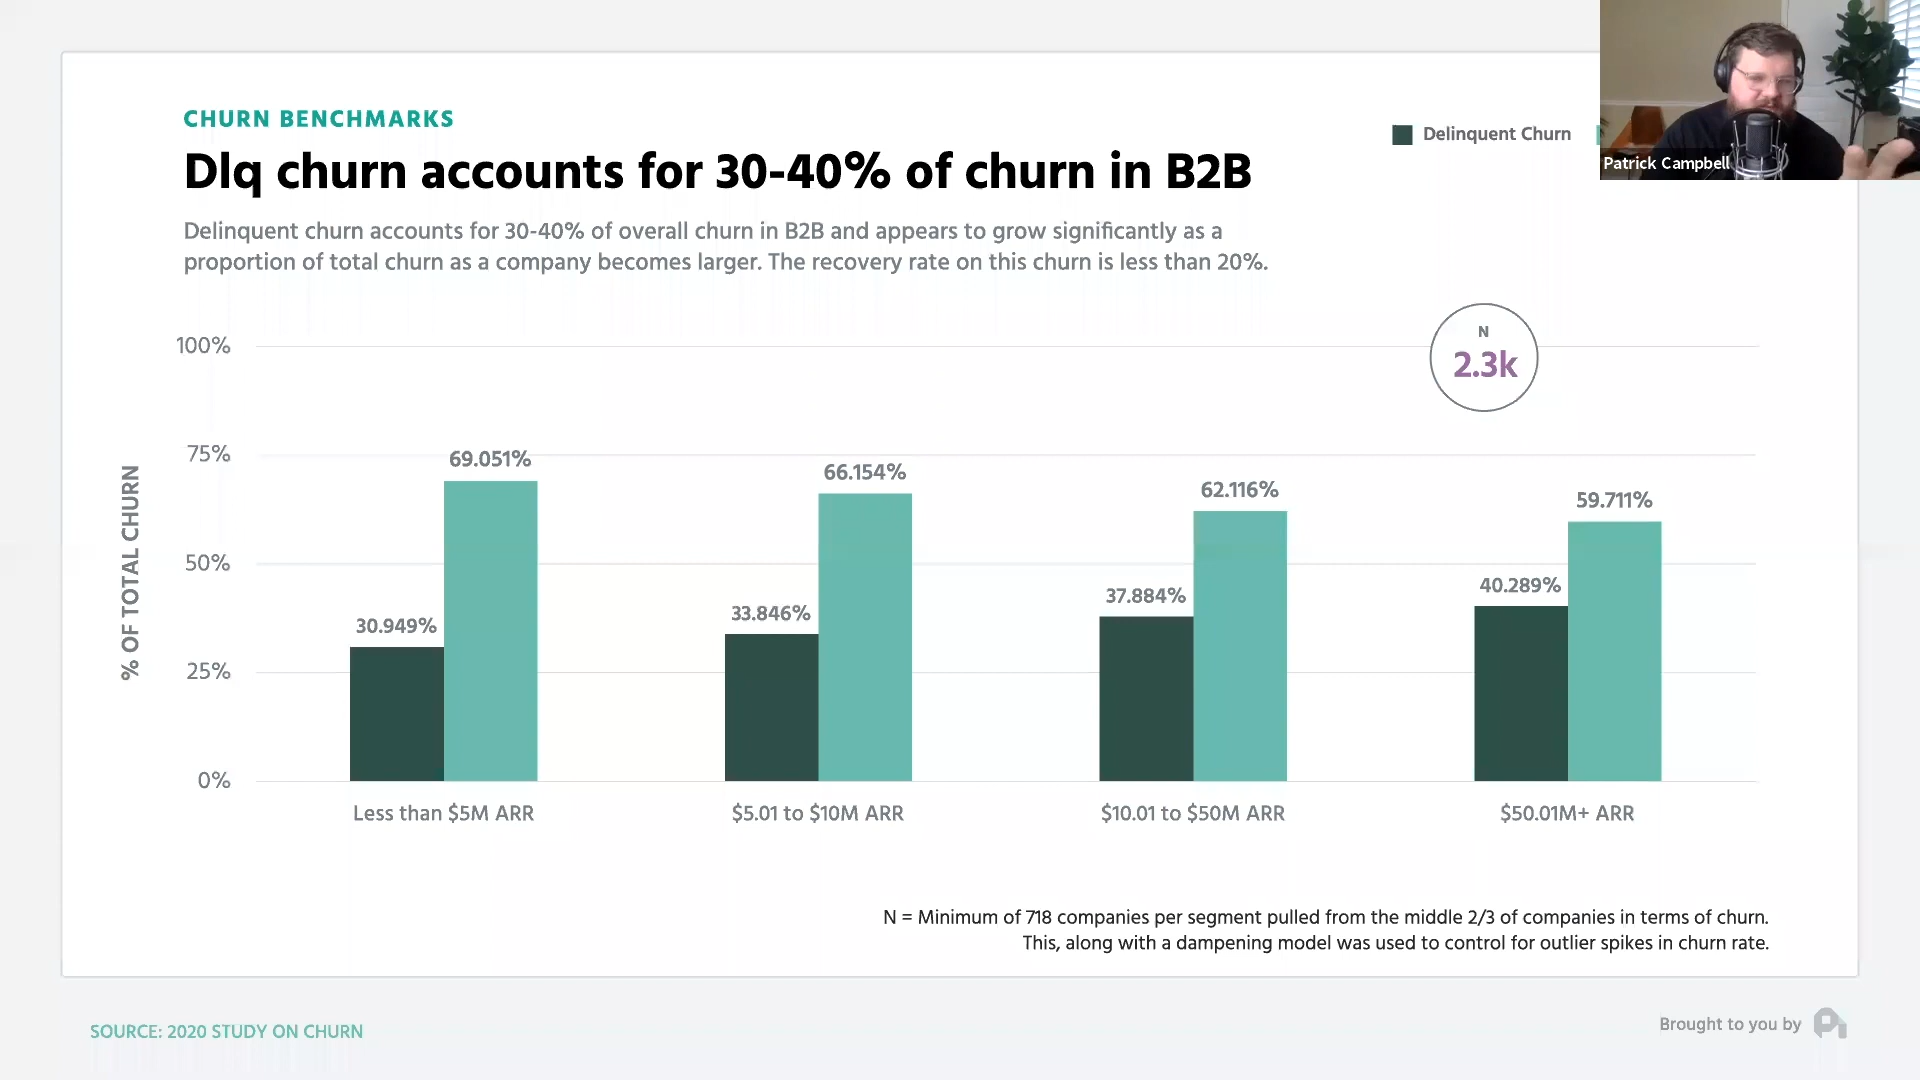 CHURN BENCHMARKS
Dlq churn accounts for 30-40% of churn in B2B
Delinquent churn accounts for 30-40% of overall churn in B2B and appears to grow significantly as a
proportion of total churn as a company becomes larger. The recovery rate on this churn is less than 20%.
Delinquent Churn
Patrick Campbell
N
2.3k
% OF TOTAL CHURN
100%
75%
50%
25%
0%
30.949%
69.051%
33.846%
66.154%
37.884%
62.116%
40.289%
59.711%
Less than $5M ARR
$5.01 to $10M ARR
$10.01 to $50M ARR
$50.01M+ ARR
N = Minimum of 718 companies per segment pulled from the middle 2/3 of companies in terms of churn.
This, along with a dampening model was used to control for outlier spikes in churn rate.
SOURCE: 2020 STUDY ON CHURN
Brought to you by